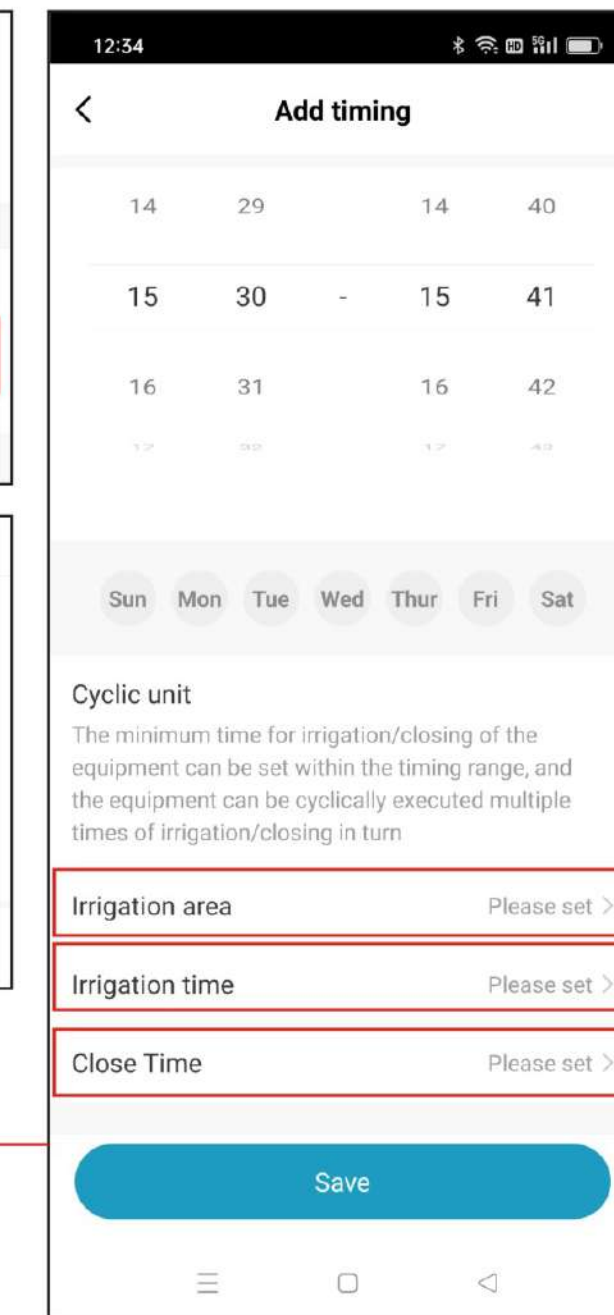 12:34
HD 5G
Add timing
14 29 14 40
15 30 - 15 41
16 31 16 42
Sun Mon Tue Wed Thur Fri Sat
Cyclic unit
The minimum time for irrigation/closing of the
equipment can be set within the timing range, and
the equipment can be cyclically executed multiple
times of irrigation/closing in turn
Irrigation area Please set >
Irrigation time Please set >
Close Time Please set >
Save